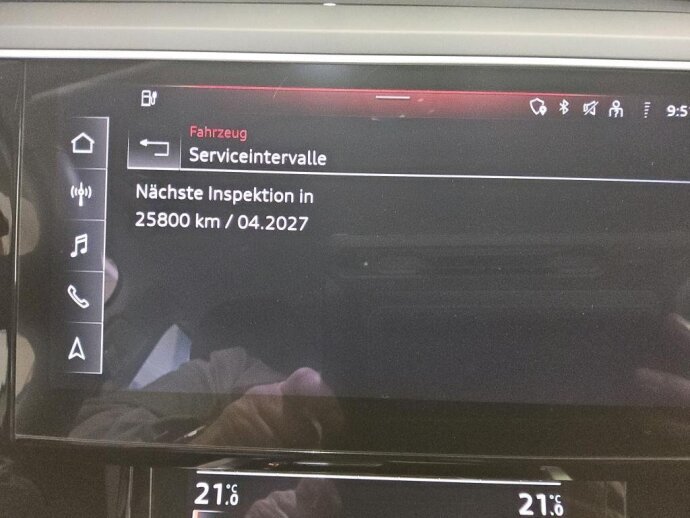 Fahrzeug
Serviceintervalle
Nächste Inspektion in
25800 km / 04.2027
21.0 °C
21.0 °C